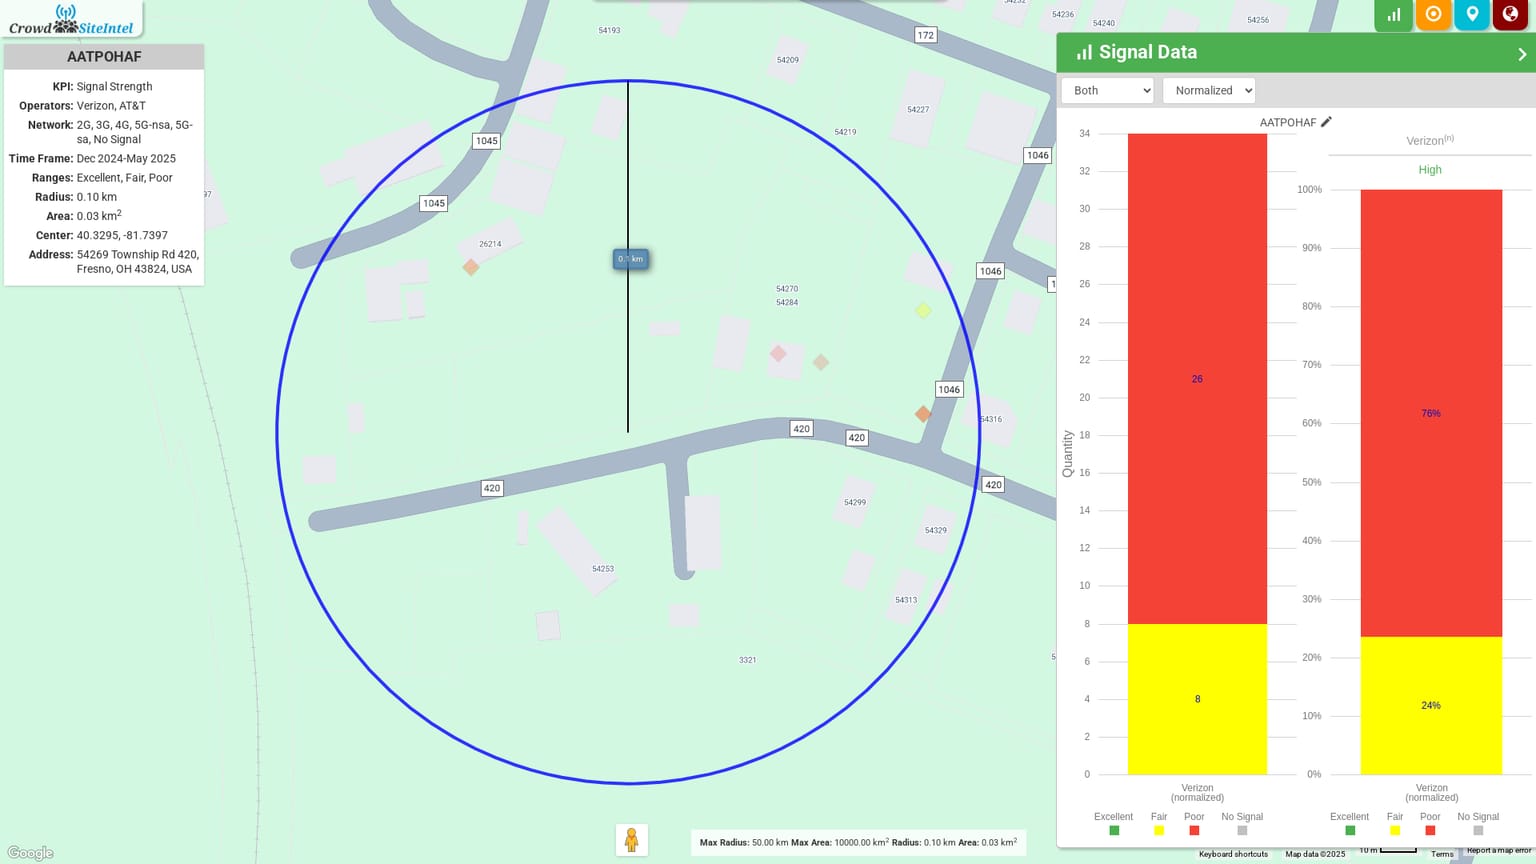 Crowd SiteIntel
AATPOHAF
KPI: Signal Strength
Operators: Verizon, AT&T
Network: 2G, 3G, 4G, 5G-nsa, 5G-
sa, No Signal
Time Frame: Dec 2024-May 2025
Ranges: Excellent, Fair, Poor
Radius: 0.10 km
Area: 0.03 km²
Center: 40.3295, -81.7397
Address: 54269 Township Rd 420,
Fresno, OH 43824, USA
54193
54209
172
54236
54240
54256
54227
54219
1045
1046
1045
26214
0.1 km
1046
54270
54284
1046
54316
420
420
420
420
54299
54329
54253
54313
3321
Google
Max Radius: 50.00 km Max Area: 10000.00 km² Radius: 0.10 km Area: 0.03 km²
Signal Data
Both
Normalized
AATPOHAF
Verizon(n)
High
Quantity
34
32
30
28
26
24
22
20
18
16
14
12
10
8
6
4
2
0
26
8
Verizon
(normalized)
Excellent
Fair
Poor
No Signal
100%
90%
80%
70%
60%
50%
40%
30%
20%
10%
0%
76%
24%
Verizon
(normalized)
Excellent
Fair
Poor
No Signal
Keyboard shortcuts
Map data ©2025
10 m
Terms
Report a map error